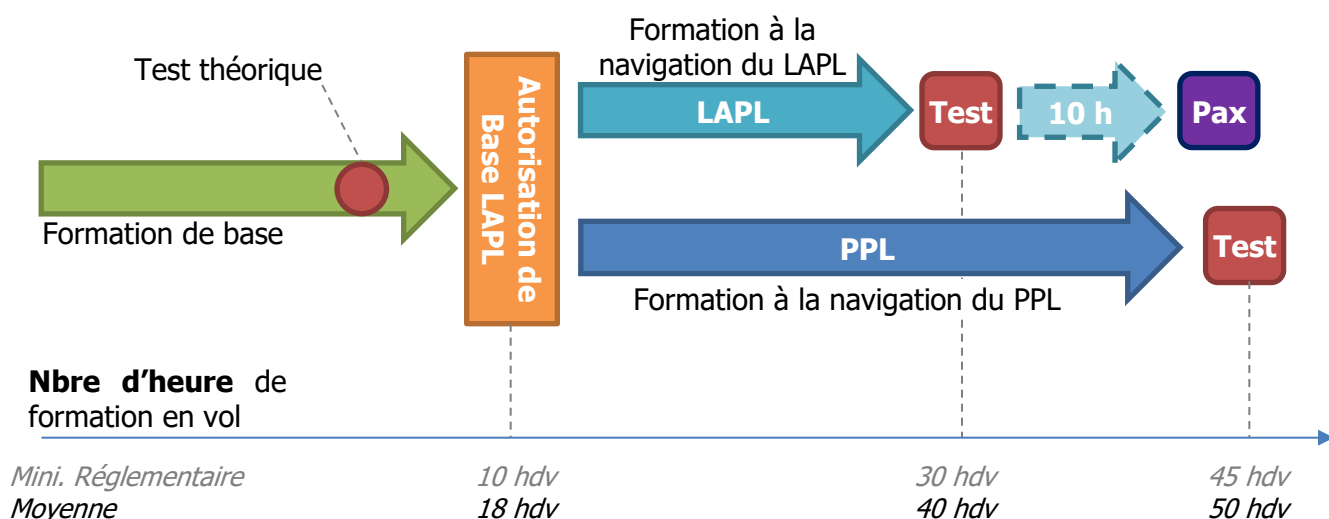 Formation à la
navigation du LAPL
Test théorique
LAPL
Test
10 h
Pax
Autorisation de
Base LAPL
Formation de base
PPL
Test
Formation à la navigation du PPL
Nbre d'heure de
formation en vol
Mini. Réglementaire 10 hdv 30 hdv 45 hdv
Moyenne 18 hdv 40 hdv 50 hdv